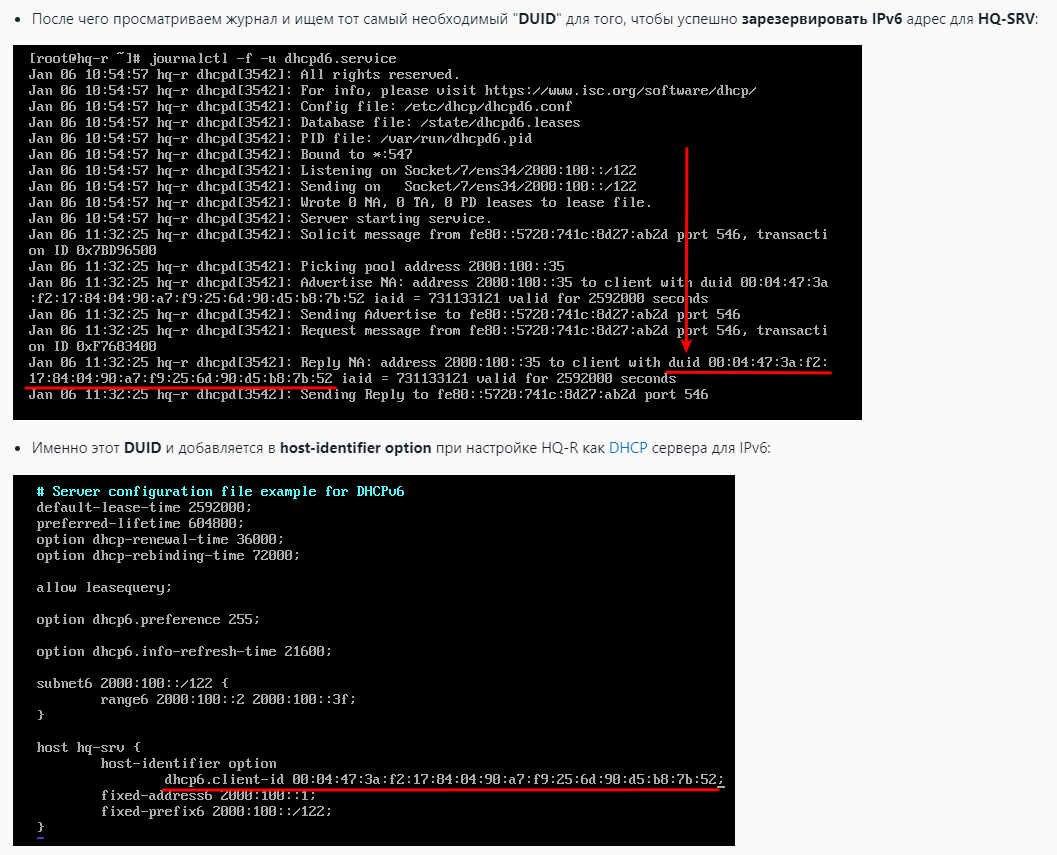 После чего просматриваем журнал и ищем тот самый необходимый "DUID" для того, чтобы успешно зарезервировать IPv6 адрес для HQ-SRV:
[root@hq-r ~]# journalctl -f -u dhcpd6.service
Jan 06 10:54:57 hq-r dhcpd[3542]: All rights reserved.
Jan 06 10:54:57 hq-r dhcpd[3542]: For info, please visit https://www.isc.org/software/dhcp/
Jan 06 10:54:57 hq-r dhcpd[3542]: Config file: /etc/dhcp/dhcpd6.conf
Jan 06 10:54:57 hq-r dhcpd[3542]: Database file: /state/dhcpd6.leases
Jan 06 10:54:57 hq-r dhcpd[3542]: PID file: /var/run/dhcpd6.pid
Jan 06 10:54:57 hq-r dhcpd[3542]: Bound to *:547
Jan 06 10:54:57 hq-r dhcpd[3542]: Listening on Socket/7/ens34/2000:100::/122
Jan 06 10:54:57 hq-r dhcpd[3542]: Sending on   Socket/7/ens34/2000:100::/122
Jan 06 10:54:57 hq-r dhcpd[3542]: Wrote 0 NA, 0 TA, 0 PD leases to lease file.
Jan 06 10:54:57 hq-r dhcpd[3542]: Server starting service.
Jan 06 11:32:25 hq-r dhcpd[3542]: Solicit message from fe80::5720:741c:8d27:ab2d port 546, transacti
on ID 0x7BD96500
Jan 06 11:32:25 hq-r dhcpd[3542]: Picking pool address 2000:100::35
Jan 06 11:32:25 hq-r dhcpd[3542]: Advertise NA: address 2000:100::35 to client with duid 00:04:47:3a
:f2:17:84:04:90:a7:f9:25:6d:90:d5:b8:7b:52 iaid = 731133121 valid for 2592000 seconds
Jan 06 11:32:25 hq-r dhcpd[3542]: Sending Advertise to fe80::5720:741c:8d27:ab2d port 546
Jan 06 11:32:25 hq-r dhcpd[3542]: Request message from fe80::5720:741c:8d27:ab2d port 546, transacti
on ID 0xF7683400
Jan 06 11:32:25 hq-r dhcpd[3542]: Reply NA: address 2000:100::35 to client with duid 00:04:47:3a:f2:
17:84:04:90:a7:f9:25:6d:90:d5:b8:7b:52 iaid = 731133121 valid for 2592000 seconds
Jan 06 11:32:25 hq-r dhcpd[3542]: Sending Reply to fe80::5720:741c:8d27:ab2d port 546
Именно этот DUID и добавляется в host-identifier option при настройке HQ-R как DHCP сервера для IPv6:
# Server configuration file example for DHCPv6
default-lease-time 2592000;
preferred-lifetime 604800;
option dhcp-renewal-time 36000;
option dhcp-rebinding-time 72000;
allow leasequery;
option dhcp6.preference 255;
option dhcp6.info-refresh-time 21600;
subnet6 2000:100::/122 {
range6 2000:100::2 2000:100::3f;
}
host hq-srv {
host-identifier option
dhcp6.client-id 00:04:47:3a:f2:17:84:04:90:a7:f9:25:6d:90:d5:b8:7b:52;
fixed-address6 2000:100::1;
fixed-prefix6 2000:100::/122;
}
~